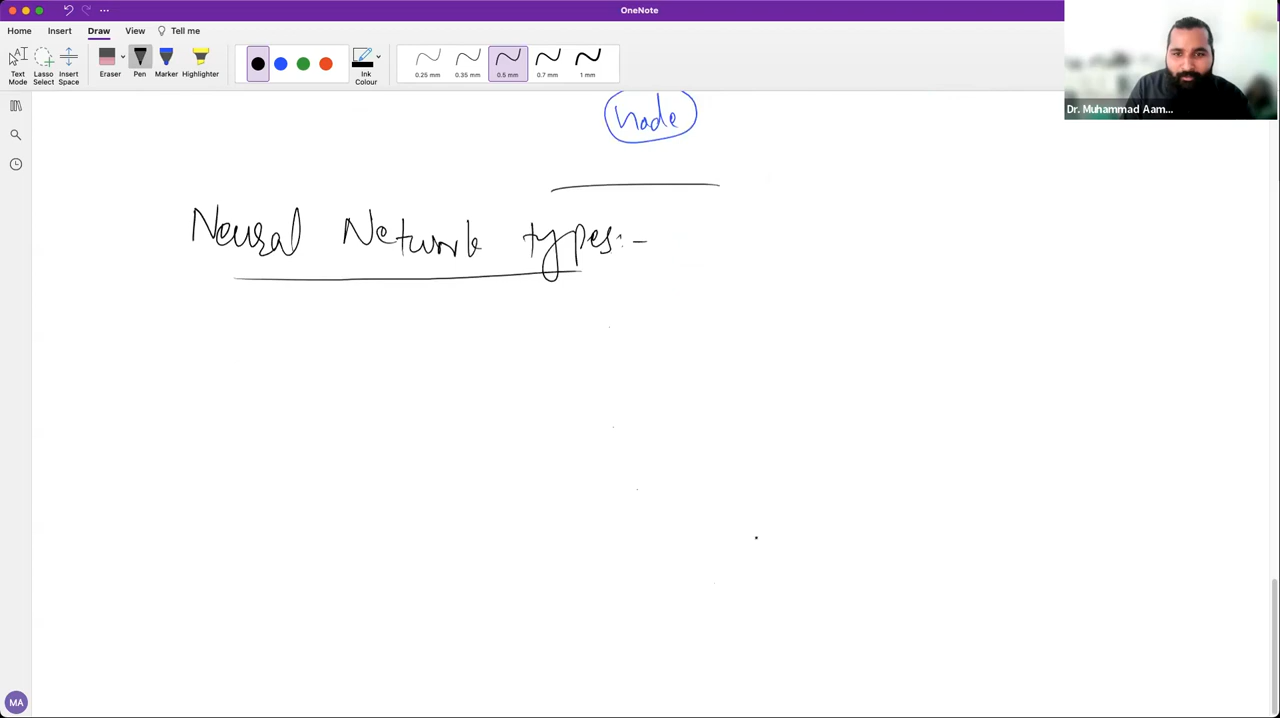 OneNote
Home Insert Draw View Tell me
Text Mode
Lasso Select
Insert Space
Eraser
Pen
Marker
Highlighter
Ink Colour
0.25 mm
0.35 mm
0.5 mm
0.7 mm
1 mm
Dr. Muhammad Aam...
node
Neural Network types:-
MA